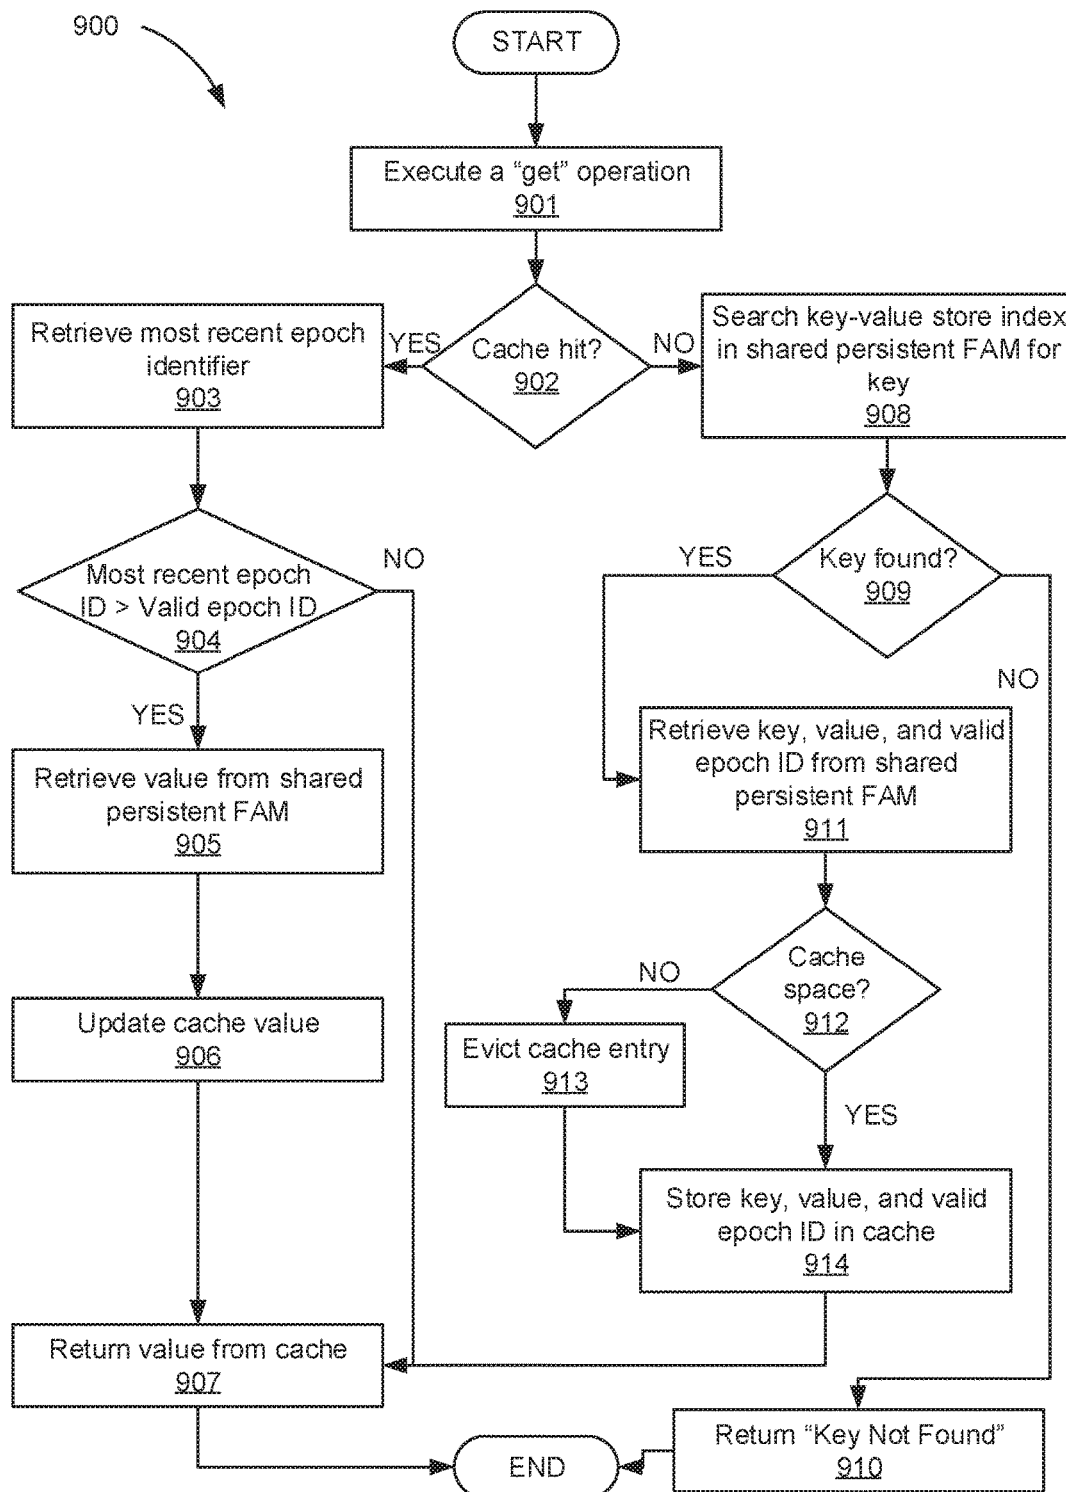 900
START
Execute a “get” operation
901
Cache hit?
902
YES
NO
Retrieve most recent epoch
identifier
903
Search key-value store index
in shared persistent FAM for
key
908
Most recent epoch
ID > Valid epoch ID
904
NO
YES
Key found?
909
YES
NO
Retrieve value from shared
persistent FAM
905
Retrieve key, value, and valid
epoch ID from shared
persistent FAM
911
Update cache value
906
Cache
space?
912
NO
YES
Evict cache entry
913
Store key, value, and valid
epoch ID in cache
914
Return value from cache
907
Return “Key Not Found”
910
END